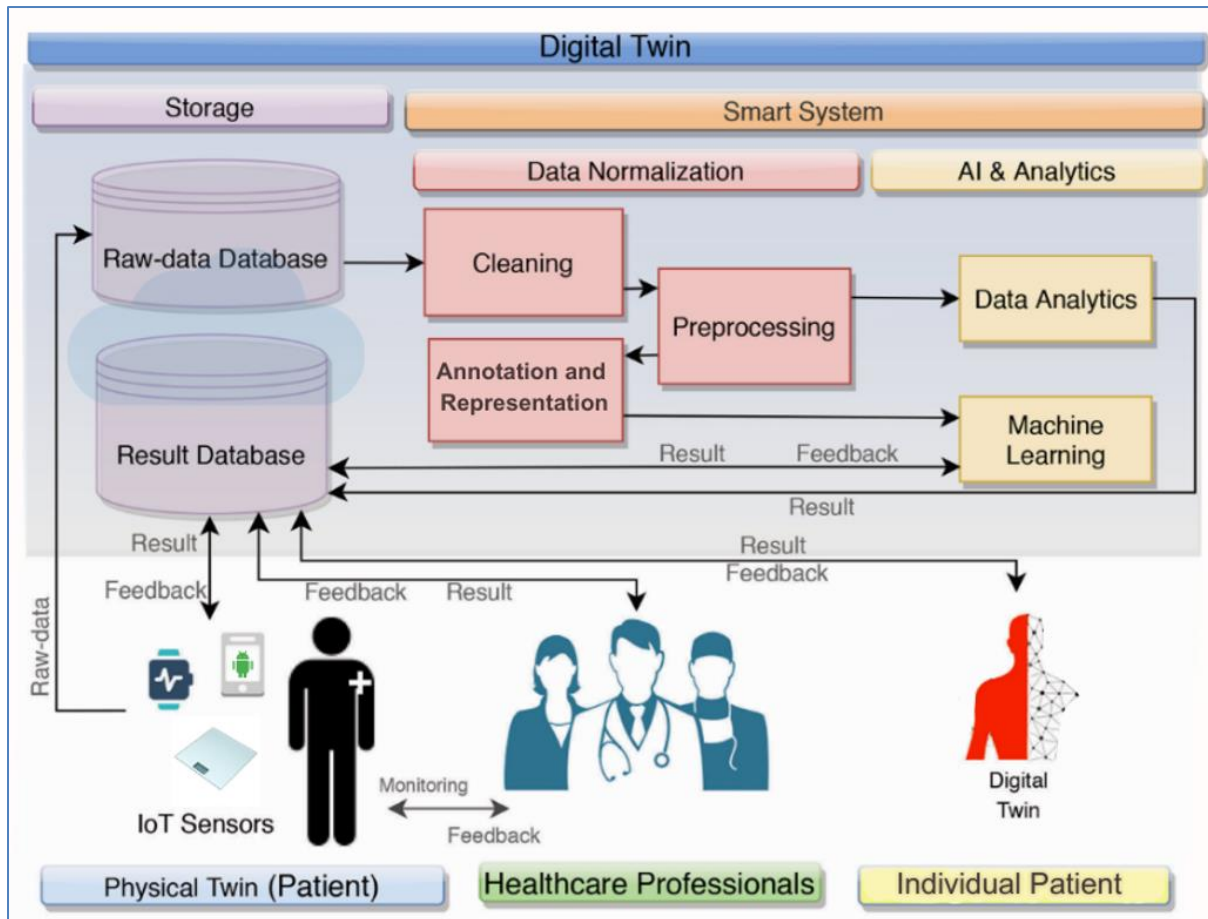 Digital Twin
Storage
Smart System
Data Normalization
AI & Analytics
Raw-data Database
Cleaning
Preprocessing
Data Analytics
Annotation and
Representation
Machine
Learning
Result Database
Result
Feedback
Result
Result
Feedback
Result
Feedback
Feedback
Result
Raw-data
Monitoring
Feedback
IoT Sensors
Digital
Twin
Physical Twin (Patient)
Healthcare Professionals
Individual Patient